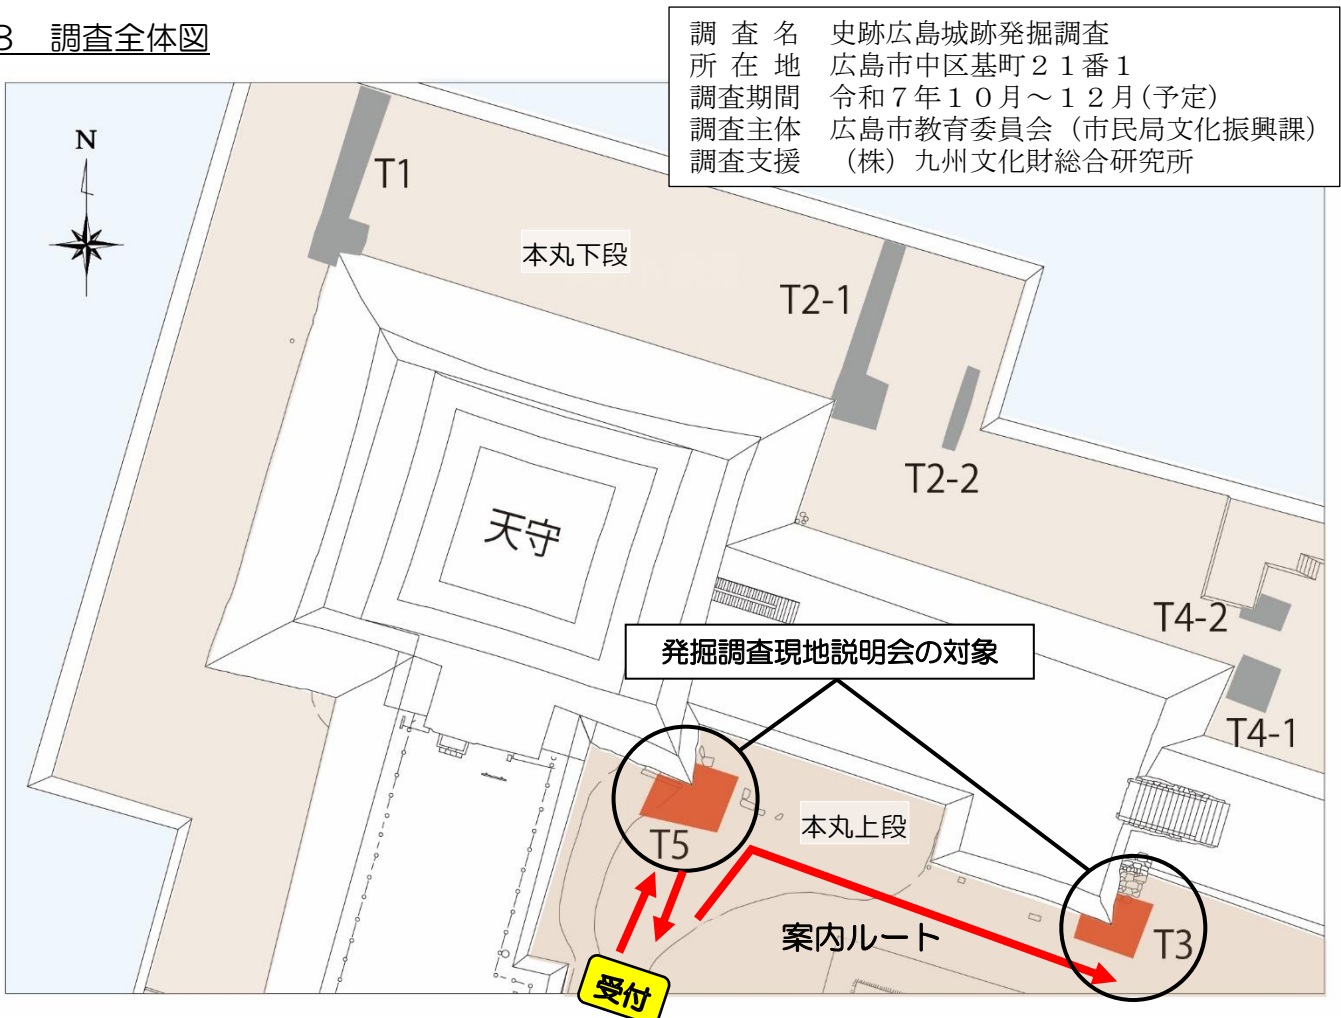 3　調査全体図
調 査 名　史跡広島城跡発掘調査
所 在 地　広島市中区基町２１番１
調査期間　令和７年１０月～１２月(予定)
調査主体　広島市教育委員会（市民局文化振興課）
調査支援　（株）九州文化財総合研究所
N
T1
本丸下段
T2-1
T2-2
天守
T4-2
発掘調査現地説明会の対象
T4-1
本丸上段
T5
案内ルート
T3
受付